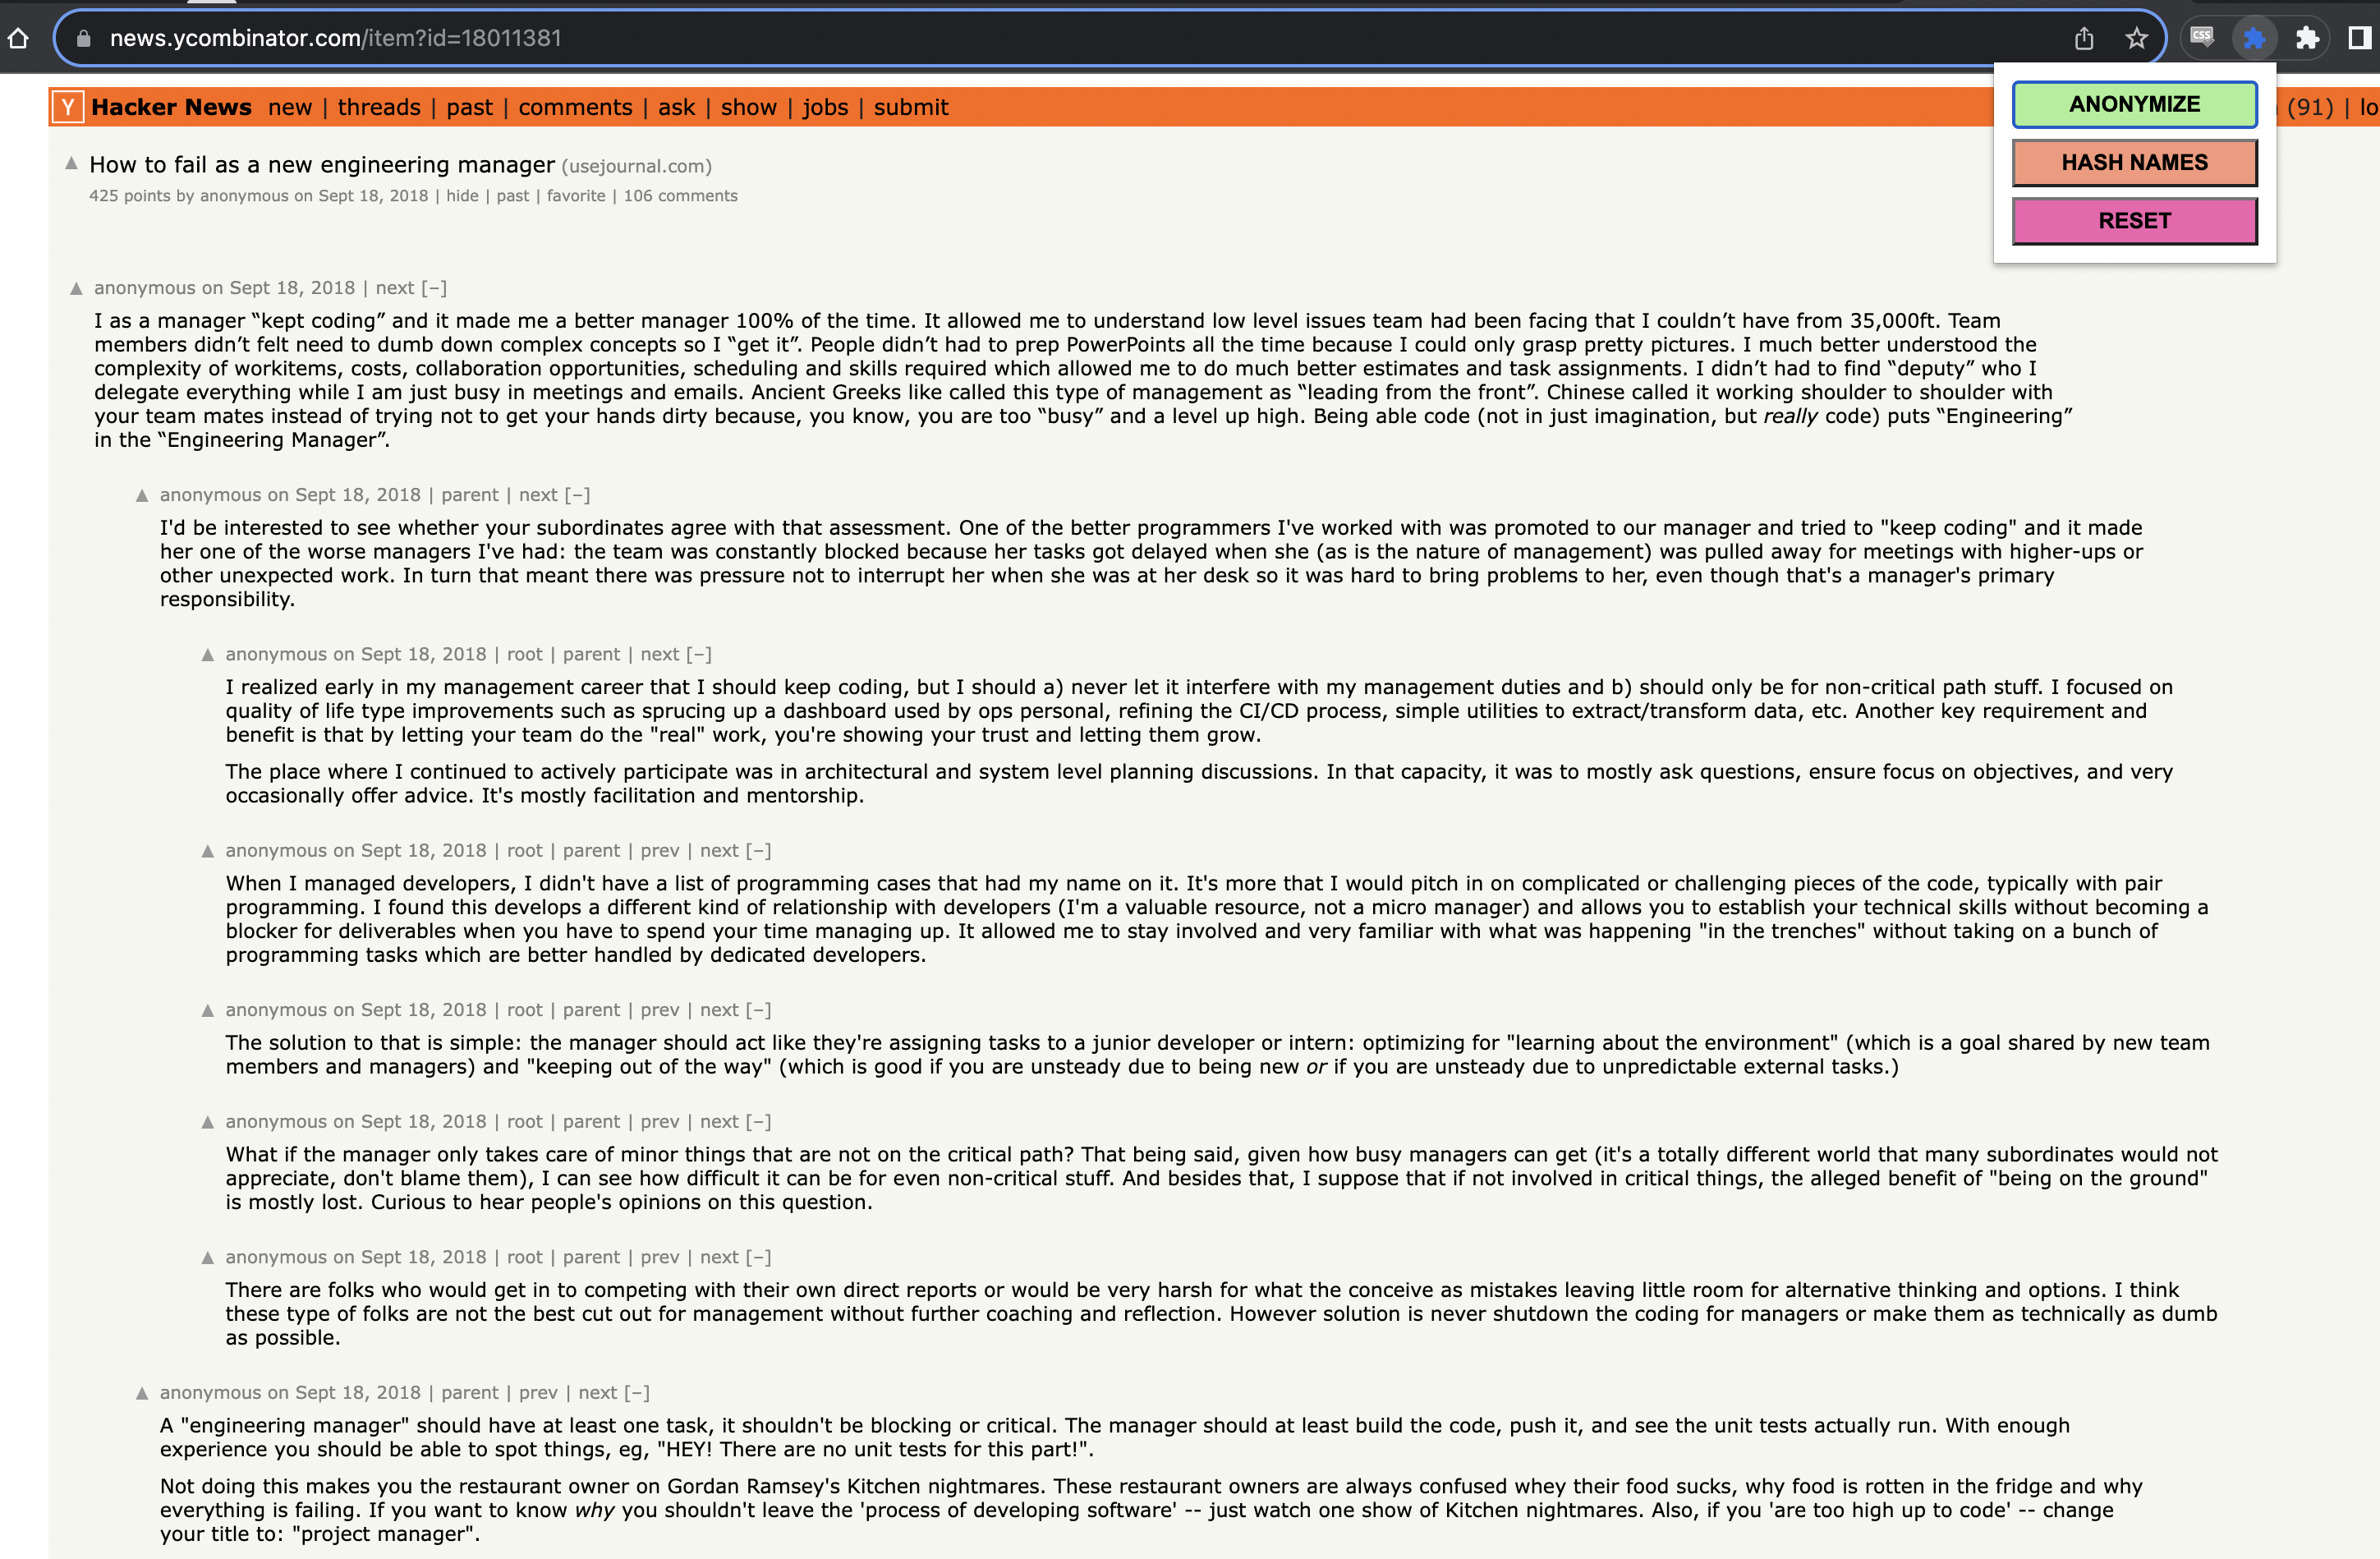 news.ycombinator.com/item?id=18011381
CSS
ANONYMIZE
HASH NAMES
RESET
Y Hacker News new | threads | past | comments | ask | show | jobs | submit
(91) | lo
▲ How to fail as a new engineering manager (usejournal.com)
425 points by anonymous on Sept 18, 2018 | hide | past | favorite | 106 comments
▲ anonymous on Sept 18, 2018 | next [–]
I as a manager “kept coding” and it made me a better manager 100% of the time. It allowed me to understand low level issues team had been facing that I couldn’t have from 35,000ft. Team
members didn’t felt need to dumb down complex concepts so I “get it”. People didn’t had to prep PowerPoints all the time because I could only grasp pretty pictures. I much better understood the
complexity of workitems, costs, collaboration opportunities, scheduling and skills required which allowed me to do much better estimates and task assignments. I didn’t had to find “deputy” who I
delegate everything while I am just busy in meetings and emails. Ancient Greeks like called this type of management as “leading from the front”. Chinese called it working shoulder to shoulder with
your team mates instead of trying not to get your hands dirty because, you know, you are too “busy” and a level up high. Being able code (not in just imagination, but really code) puts “Engineering”
in the “Engineering Manager”.
▲ anonymous on Sept 18, 2018 | parent | next [–]
I'd be interested to see whether your subordinates agree with that assessment. One of the better programmers I've worked with was promoted to our manager and tried to "keep coding" and it made
her one of the worse managers I've had: the team was constantly blocked because her tasks got delayed when she (as is the nature of management) was pulled away for meetings with higher-ups or
other unexpected work. In turn that meant there was pressure not to interrupt her when she was at her desk so it was hard to bring problems to her, even though that's a manager's primary
responsibility.
▲ anonymous on Sept 18, 2018 | root | parent | next [–]
I realized early in my management career that I should keep coding, but I should a) never let it interfere with my management duties and b) should only be for non-critical path stuff. I focused on
quality of life type improvements such as sprucing up a dashboard used by ops personal, refining the CI/CD process, simple utilities to extract/transform data, etc. Another key requirement and
benefit is that by letting your team do the "real" work, you're showing your trust and letting them grow.
The place where I continued to actively participate was in architectural and system level planning discussions. In that capacity, it was to mostly ask questions, ensure focus on objectives, and very
occasionally offer advice. It's mostly facilitation and mentorship.
▲ anonymous on Sept 18, 2018 | root | parent | prev | next [–]
When I managed developers, I didn't have a list of programming cases that had my name on it. It's more that I would pitch in on complicated or challenging pieces of the code, typically with pair
programming. I found this develops a different kind of relationship with developers (I'm a valuable resource, not a micro manager) and allows you to establish your technical skills without becoming a
blocker for deliverables when you have to spend your time managing up. It allowed me to stay involved and very familiar with what was happening "in the trenches" without taking on a bunch of
programming tasks which are better handled by dedicated developers.
▲ anonymous on Sept 18, 2018 | root | parent | prev | next [–]
The solution to that is simple: the manager should act like they're assigning tasks to a junior developer or intern: optimizing for "learning about the environment" (which is a goal shared by new team
members and managers) and "keeping out of the way" (which is good if you are unsteady due to being new or if you are unsteady due to unpredictable external tasks.)
▲ anonymous on Sept 18, 2018 | root | parent | prev | next [–]
What if the manager only takes care of minor things that are not on the critical path? That being said, given how busy managers can get (it's a totally different world that many subordinates would not
appreciate, don't blame them), I can see how difficult it can be for even non-critical stuff. And besides that, I suppose that if not involved in critical things, the alleged benefit of "being on the ground"
is mostly lost. Curious to hear people's opinions on this question.
▲ anonymous on Sept 18, 2018 | root | parent | prev | next [–]
There are folks who would get in to competing with their own direct reports or would be very harsh for what the conceive as mistakes leaving little room for alternative thinking and options. I think
these type of folks are not the best cut out for management without further coaching and reflection. However solution is never shutdown the coding for managers or make them as technically as dumb
as possible.
▲ anonymous on Sept 18, 2018 | parent | prev | next [–]
A "engineering manager" should have at least one task, it shouldn't be blocking or critical. The manager should at least build the code, push it, and see the unit tests actually run. With enough
experience you should be able to spot things, eg, "HEY! There are no unit tests for this part!".
Not doing this makes you the restaurant owner on Gordan Ramsey's Kitchen nightmares. These restaurant owners are always confused whey their food sucks, why food is rotten in the fridge and why
everything is failing. If you want to know why you shouldn't leave the 'process of developing software' -- just watch one show of Kitchen nightmares. Also, if you 'are too high up to code' -- change
your title to: "project manager".